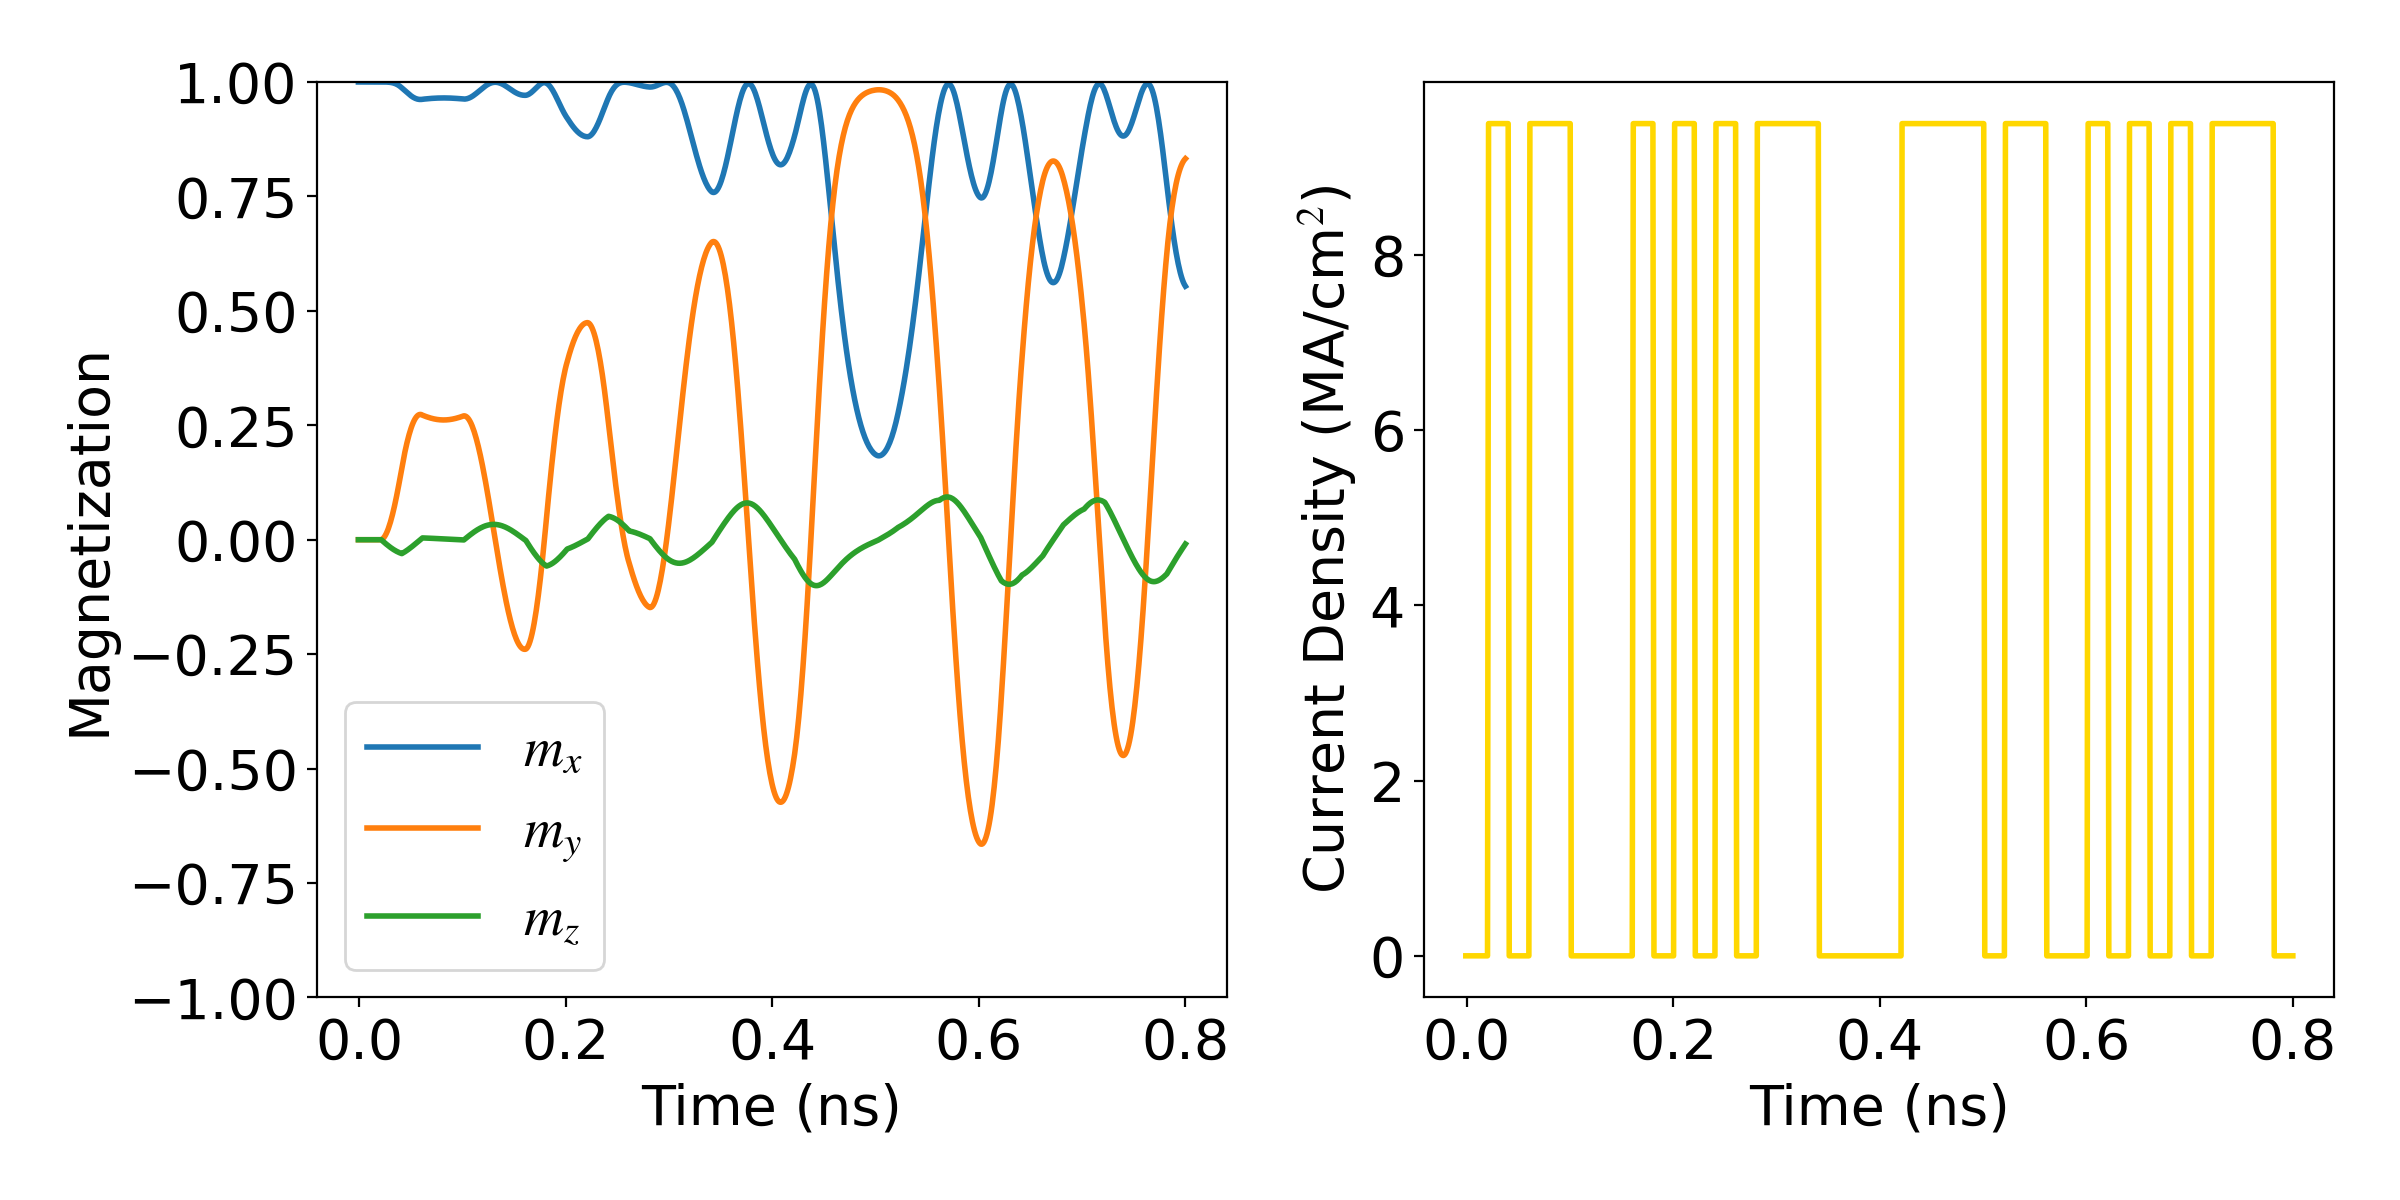 Magnetization
1.00
0.75
0.50
0.25
0.00
−0.25
−0.50
−0.75
−1.00
m_x
m_y
m_z
0.0 0.2 0.4 0.6 0.8
Time (ns)
Current Density (MA/cm²)
8
6
4
2
0
0.0 0.2 0.4 0.6 0.8
Time (ns)